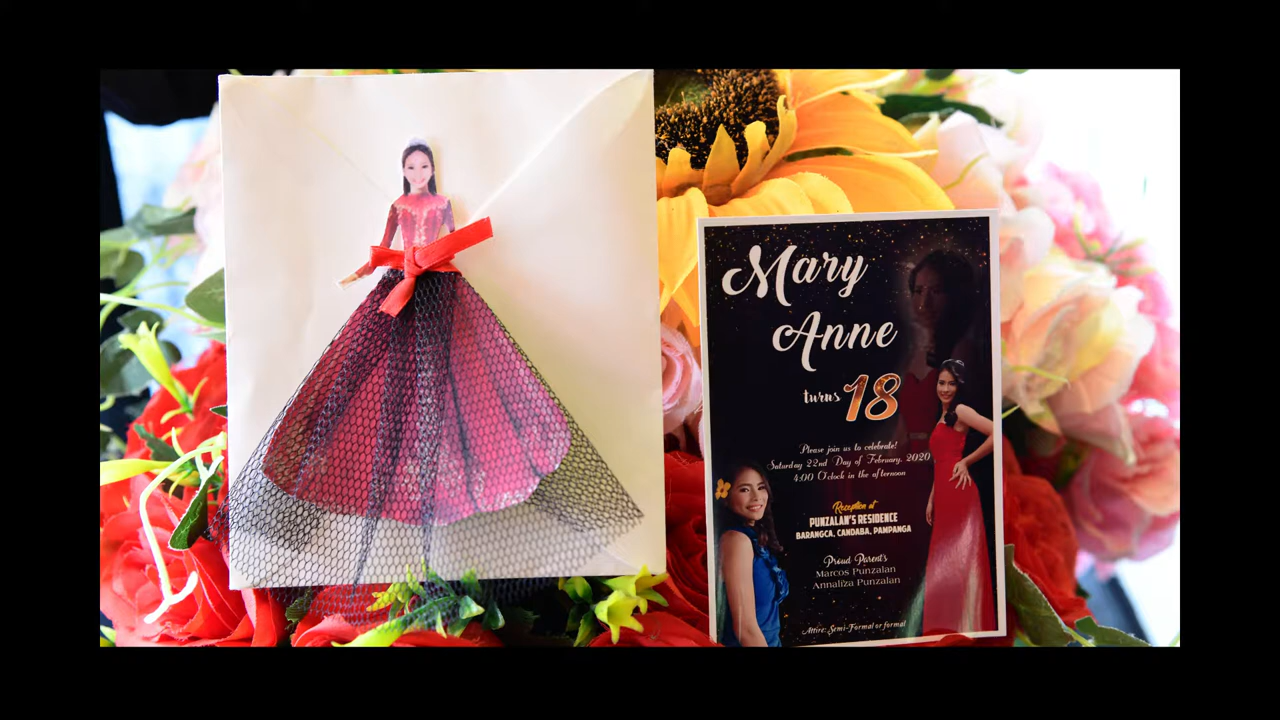 Mary
Anne
turns 18
Please join us to celebrate!
Saturday 22nd Day of February, 2020
4:00 O'clock in the afternoon
Reception at
PUNZALAN'S RESIDENCE
BARANGCA, CANDABA, PAMPANGA
Proud Parent's
Marcos Punzalan
Annaliza Punzalan
Attire: Semi-Formal or formal